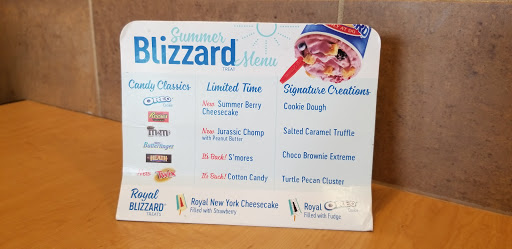 Summer
Blizzard Menu
TREAT
Candy Classics
OREO
Reese's
m&m's
Butterfinger
HEATH
Limited Time
New Summer Berry
Cheesecake
New Jurassic Chomp
with Peanut Butter
It's Back! S'mores
It's Back! Cotton Candy
Signature Creations
Cookie Dough
Salted Caramel Truffle
Choco Brownie Extreme
Turtle Pecan Cluster
Royal
BLIZZARD
TREATS
Royal New York Cheesecake
Filled with Strawberry
Royal OREO
Filled with Fudge